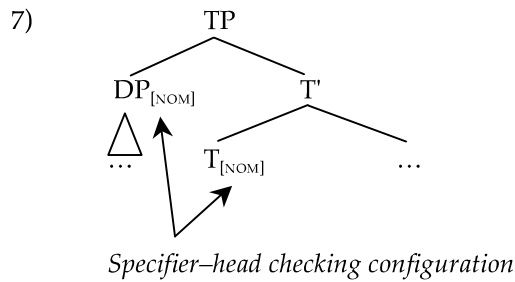 7)
TP
DP[NOM] T'
... T[NOM] ...
Specifier–head checking configuration